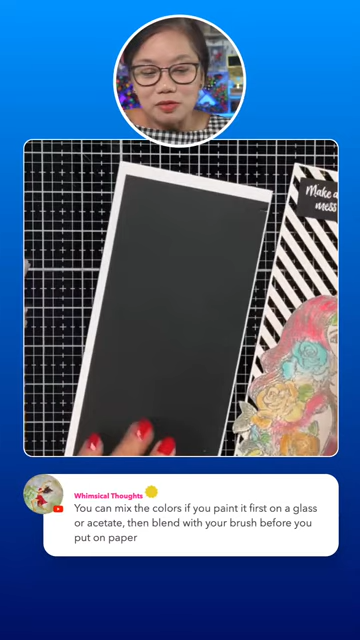 Make a
mess
Whimsical Thoughts
You can mix the colors if you paint it first on a glass
or acetate, then blend with your brush before you
put on paper